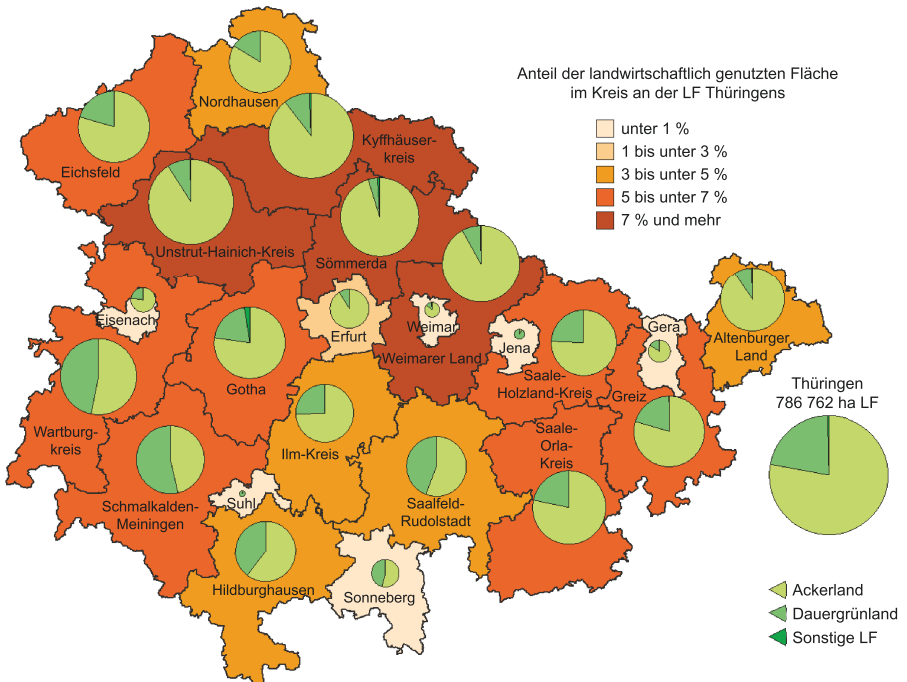 Anteil der landwirtschaftlich genutzten Fläche
im Kreis an der LF Thüringens
unter 1 %
1 bis unter 3 %
3 bis unter 5 %
5 bis unter 7 %
7 % und mehr
Nordhausen
Kyffhäuser-
kreis
Eichsfeld
Unstrut-Hainich-Kreis
Sömmerda
Eisenach
Erfurt
Weimar
Weimarer Land
Jena
Gera
Altenburger
Land
Gotha
Saale-
Holzland-Kreis
Greiz
Wartburg-
kreis
Ilm-Kreis
Saale-
Orla-
Kreis
Schmalkalden-
Meiningen
Suhl
Saalfeld-
Rudolstadt
Hildburghausen
Sonneberg
Thüringen
786 762 ha LF
Ackerland
Dauergrünland
Sonstige LF